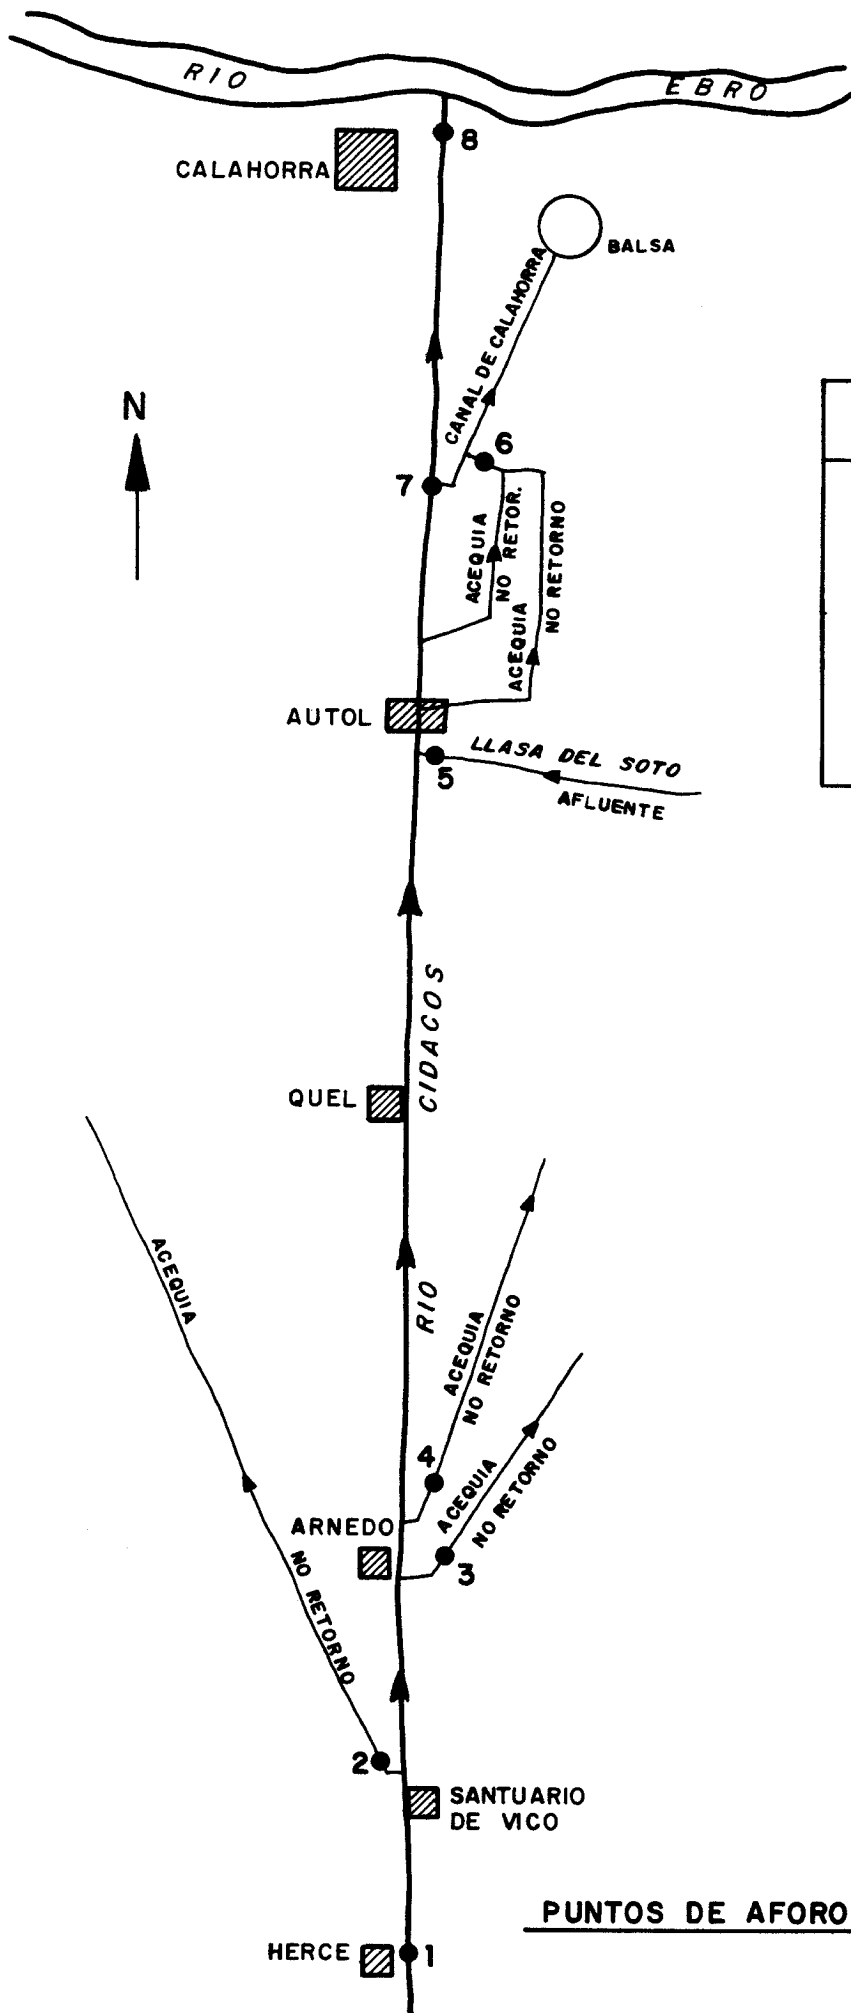 RIO
EBRO
8
CALAHORRA
BALSA
CANAL DE CALAHORRA
N
6
7
ACEQUIA
NO RETOR.
ACEQUIA
NO RETORNO
AUTOL
LLASA DEL SOTO
5
AFLUENTE
CIDACOS
QUEL
ACEQUIA
RIO
ACEQUIA
NO RETORNO
4
ACEQUIA
NO RETORNO
ARNEDO
3
NO RETORNO
2
SANTUARIO
DE VICO
PUNTOS DE AFORO
HERCE
1